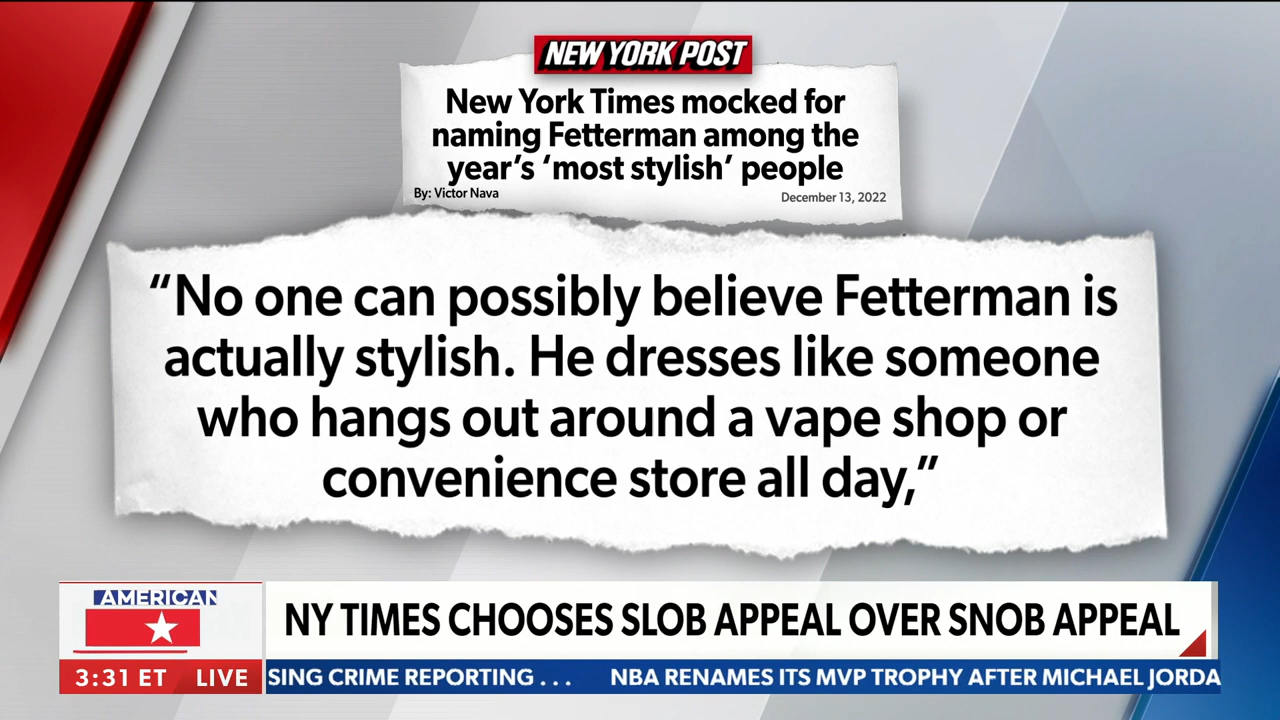 NEW YORK POST
New York Times mocked for
naming Fetterman among the
year's 'most stylish' people
By: Victor Nava
December 13, 2022
“No one can possibly believe Fetterman is
actually stylish. He dresses like someone
who hangs out around a vape shop or
convenience store all day,”
AMERICAN
NY TIMES CHOOSES SLOB APPEAL OVER SNOB APPEAL
3:31 ET LIVE
SING CRIME REPORTING . . . NBA RENAMES ITS MVP TROPHY AFTER MICHAEL JORDA